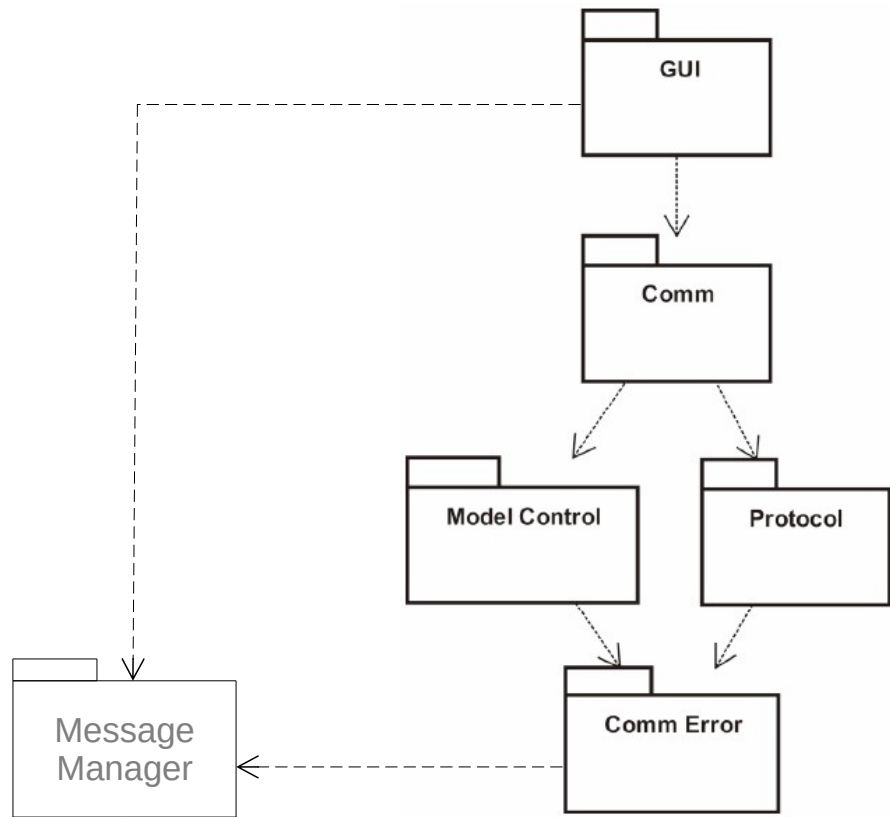 GUI
Comm
Model Control
Protocol
Message
Manager
Comm Error